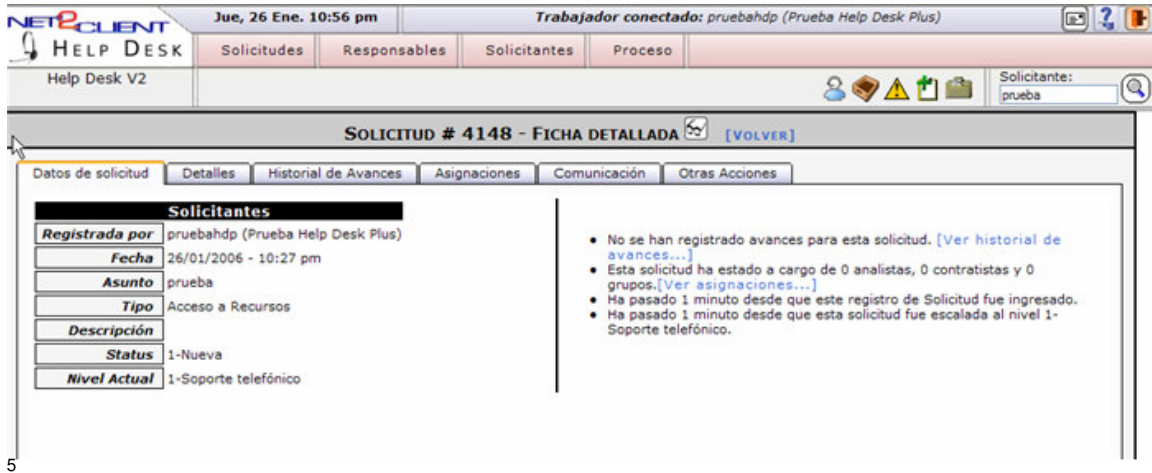 NET2CLIENT
Jue, 26 Ene. 10:56 pm
Trabajador conectado: pruebahdp (Prueba Help Desk Plus)
HELP DESK
Solicitudes
Responsables
Solicitantes
Proceso
Help Desk V2
Solicitante:
prueba
SOLICITUD # 4148 - FICHA DETALLADA [VOLVER]
Datos de solicitud
Detalles
Historial de Avances
Asignaciones
Comunicación
Otras Acciones
Solicitantes
Registrada por pruebahdp (Prueba Help Desk Plus)
Fecha 26/01/2006 - 10:27 pm
Asunto prueba
Tipo Acceso a Recursos
Descripción
Status 1-Nueva
Nivel Actual 1-Soporte telefónico
• No se han registrado avances para esta solicitud. [Ver historial de
avances...]
• Esta solicitud ha estado a cargo de 0 analistas, 0 contratistas y 0
grupos.[Ver asignaciones...]
• Ha pasado 1 minuto desde que este registro de Solicitud fue ingresado.
• Ha pasado 1 minuto desde que esta solicitud fue escalada al nivel 1-
Soporte telefónico.
5